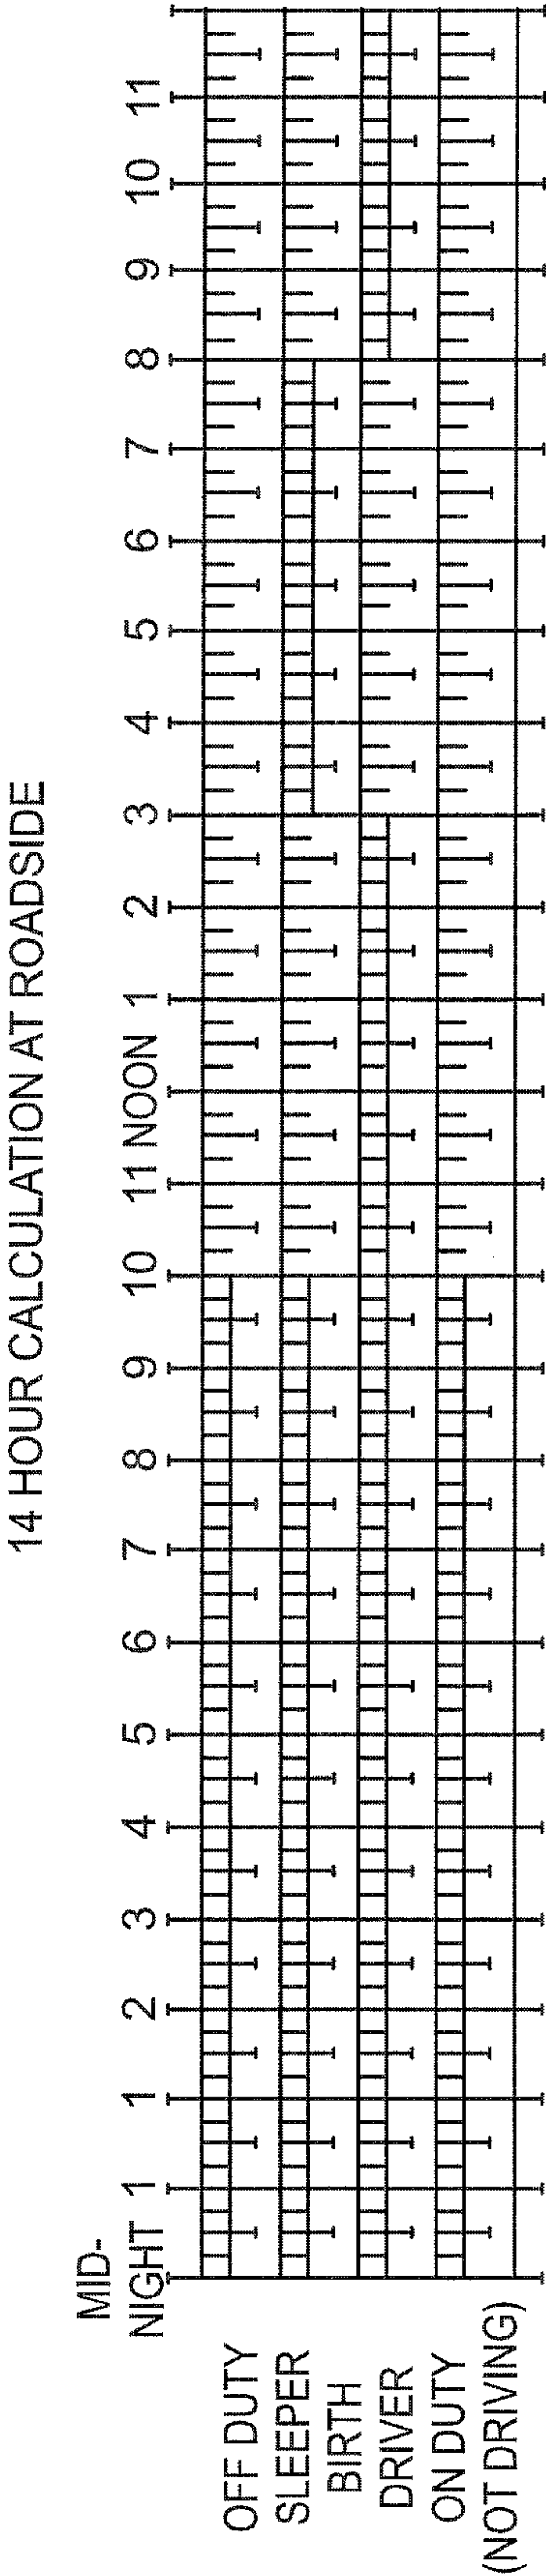 14 HOUR CALCULATION AT ROADSIDE
MID-
NIGHT 1 1 2 3 4 5 6 7 8 9 10 11 NOON 1 2 3 4 5 6 7 8 9 10 11
OFF DUTY
SLEEPER
BIRTH
DRIVER
ON DUTY
(NOT DRIVING)